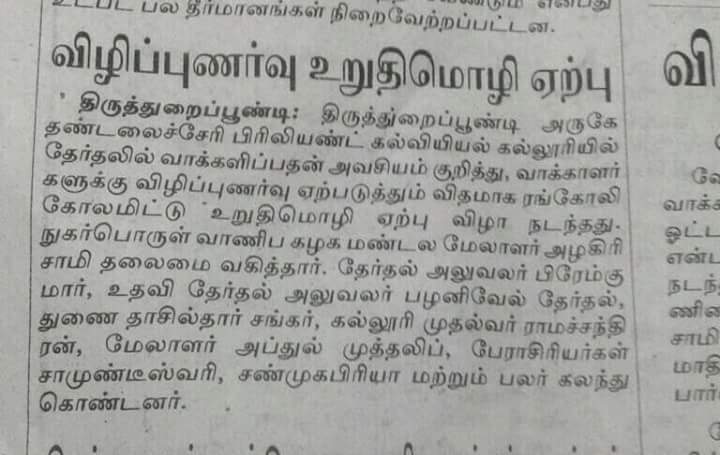 பல தீர்மானங்கள் நிறைவேற்றப்பட்டன.
விழிப்புணர்வு உறுதிமொழி ஏற்பு
திருத்துறைப்பூண்டி: திருத்துறைப்பூண்டி அருகே
தண்டலைச்சேரி பிரிலியண்ட் கல்வியியல் கல்லூரியில்
தேர்தலில் வாக்களிப்பதன் அவசியம் குறித்து, வாக்காளர்
களுக்கு விழிப்புணர்வு ஏற்படுத்தும் விதமாக ரங்கோலி
கோலமிட்டு உறுதிமொழி ஏற்பு விழா நடந்தது.
நுகர்பொருள் வாணிப கழக மண்டல மேலாளர் அழகிரி
சாமி தலைமை வகித்தார். தேர்தல் அலுவலர் பிரேம்கு
மார், உதவி தேர்தல் அலுவலர் பழனிவேல் தேர்தல்,
துணை தாசில்தார் சங்கர், கல்லூரி முதல்வர் ராமச்சந்தி
ரன், மேலாளர் அப்துல் முத்தலிப், பேராசிரியர்கள்
சாமுண்டீஸ்வரி, சண்முகபிரியா மற்றும் பலர் கலந்து
கொண்டனர்.
வி
வாக்க
ஓட்ட
என்ப
நடந்த
சாமி
மாதி
பார்